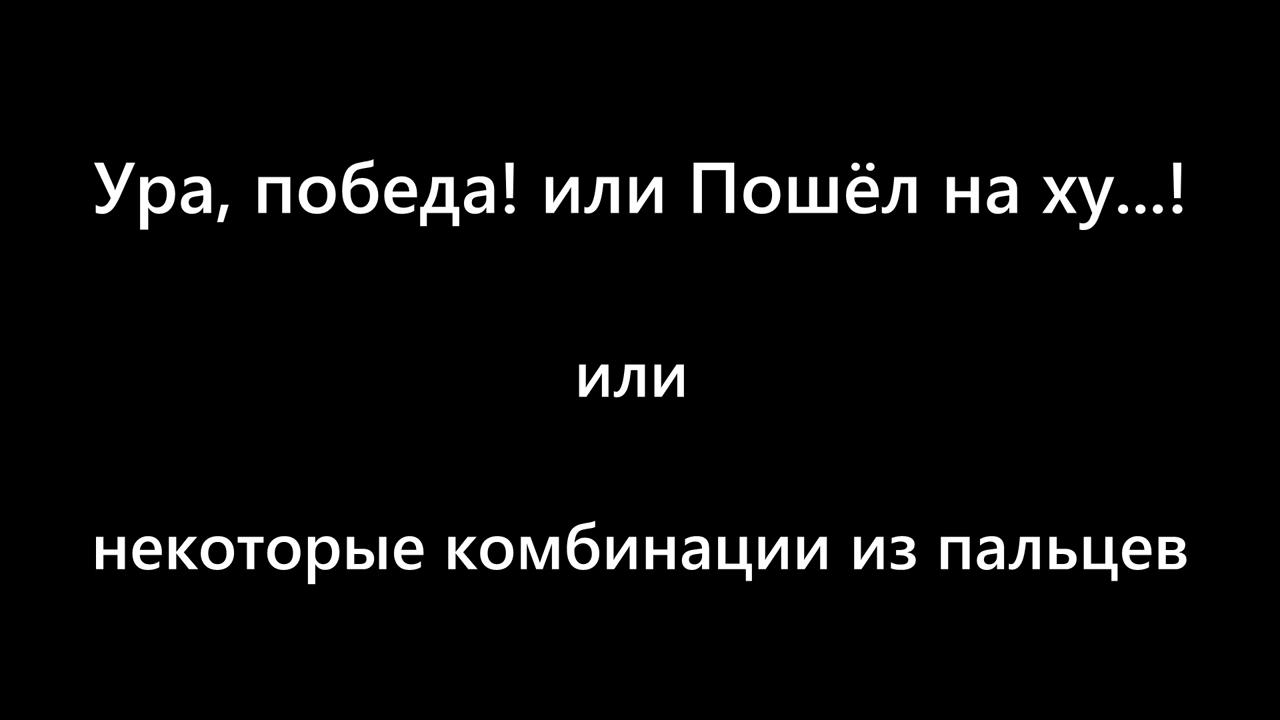 Ура, победа! или Пошёл на ху...!
или
некоторые комбинации из пальцев